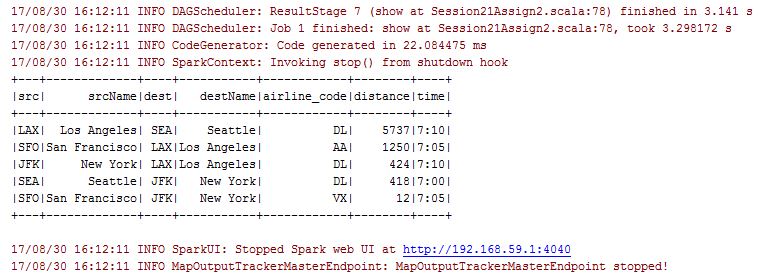 17/08/30 16:12:11 INFO DAGScheduler: ResultStage 7 (show at Session21Assign2.scala:78) finished in 3.141 s
17/08/30 16:12:11 INFO DAGScheduler: Job 1 finished: show at Session21Assign2.scala:78, took 3.298172 s
17/08/30 16:12:11 INFO CodeGenerator: Code generated in 22.084475 ms
17/08/30 16:12:11 INFO SparkContext: Invoking stop() from shutdown hook
+---+-------------+----+-----------+------------+--------+----+
|src|      srcName|dest|   destName|airline_code|distance|time|
+---+-------------+----+-----------+------------+--------+----+
|LAX|  Los Angeles| SEA|    Seattle|          DL|    5737|7:10|
|SFO|San Francisco| LAX|Los Angeles|          AA|    1250|7:05|
|JFK|     New York| LAX|Los Angeles|          DL|     424|7:10|
|SEA|      Seattle| JFK|   New York|          DL|     418|7:00|
|SFO|San Francisco| JFK|   New York|          VX|      12|7:05|
+---+-------------+----+-----------+------------+--------+----+
17/08/30 16:12:11 INFO SparkUI: Stopped Spark web UI at http://192.168.59.1:4040
17/08/30 16:12:11 INFO MapOutputTrackerMasterEndpoint: MapOutputTrackerMasterEndpoint stopped!